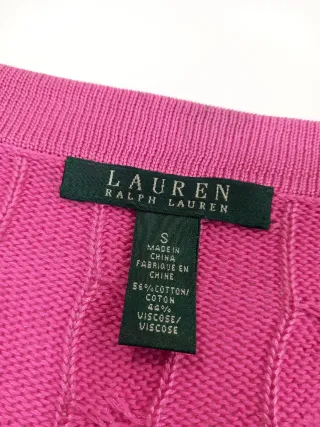 LAUREN
RALPH LAUREN
S
MADE IN
CHINA
FABRIQUE EN
CHINE
56% COTTON/
COTON
44%
VISCOSE/
VISCOSE